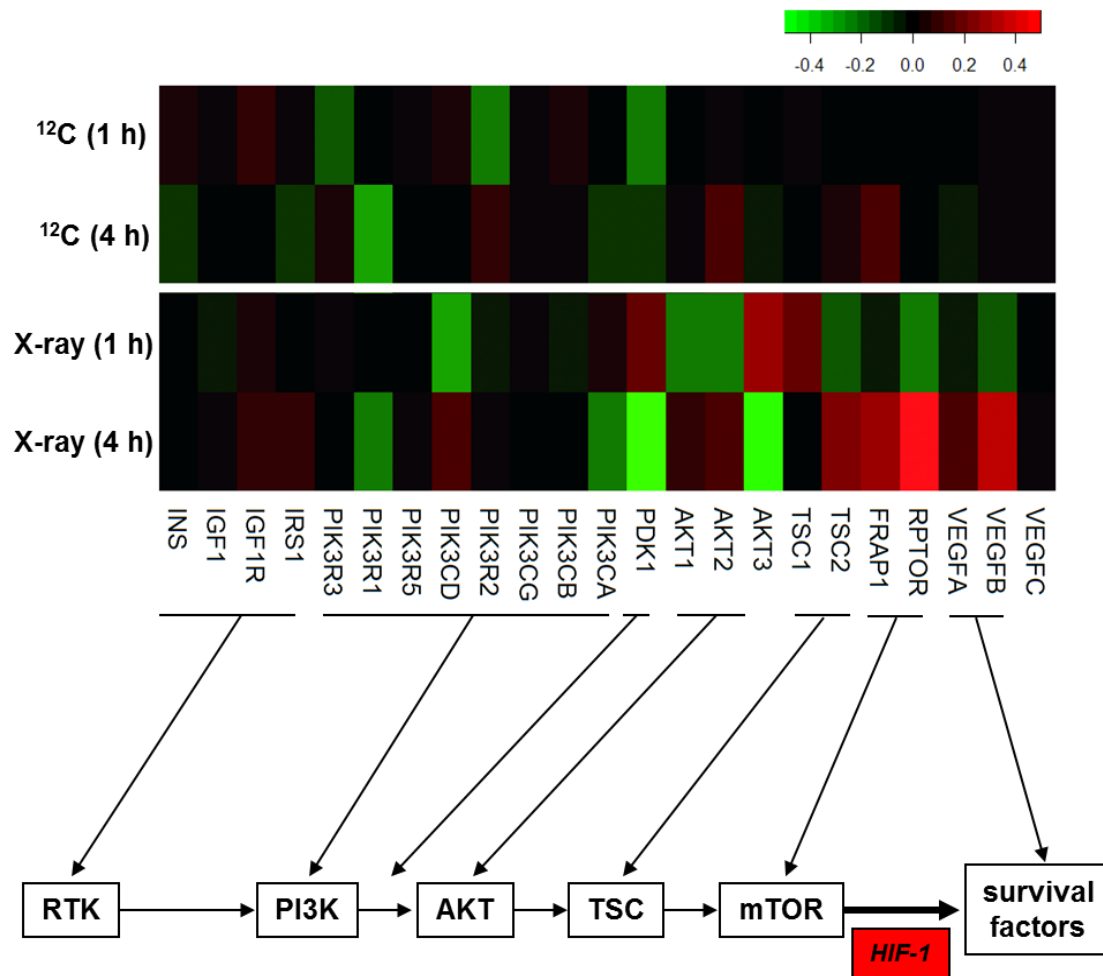 -0.4 -0.2 0.0 0.2 0.4
¹²C (1 h)
¹²C (4 h)
X-ray (1 h)
X-ray (4 h)
INS
IGF1
IGF1R
IRS1
PIK3R3
PIK3R1
PIK3R5
PIK3CD
PIK3R2
PIK3CG
PIK3CB
PIK3CA
PDK1
AKT1
AKT2
AKT3
TSC1
TSC2
FRAP1
RPTOR
VEGFA
VEGFB
VEGFC
RTK
PI3K
AKT
TSC
mTOR
HIF-1
survival
factors